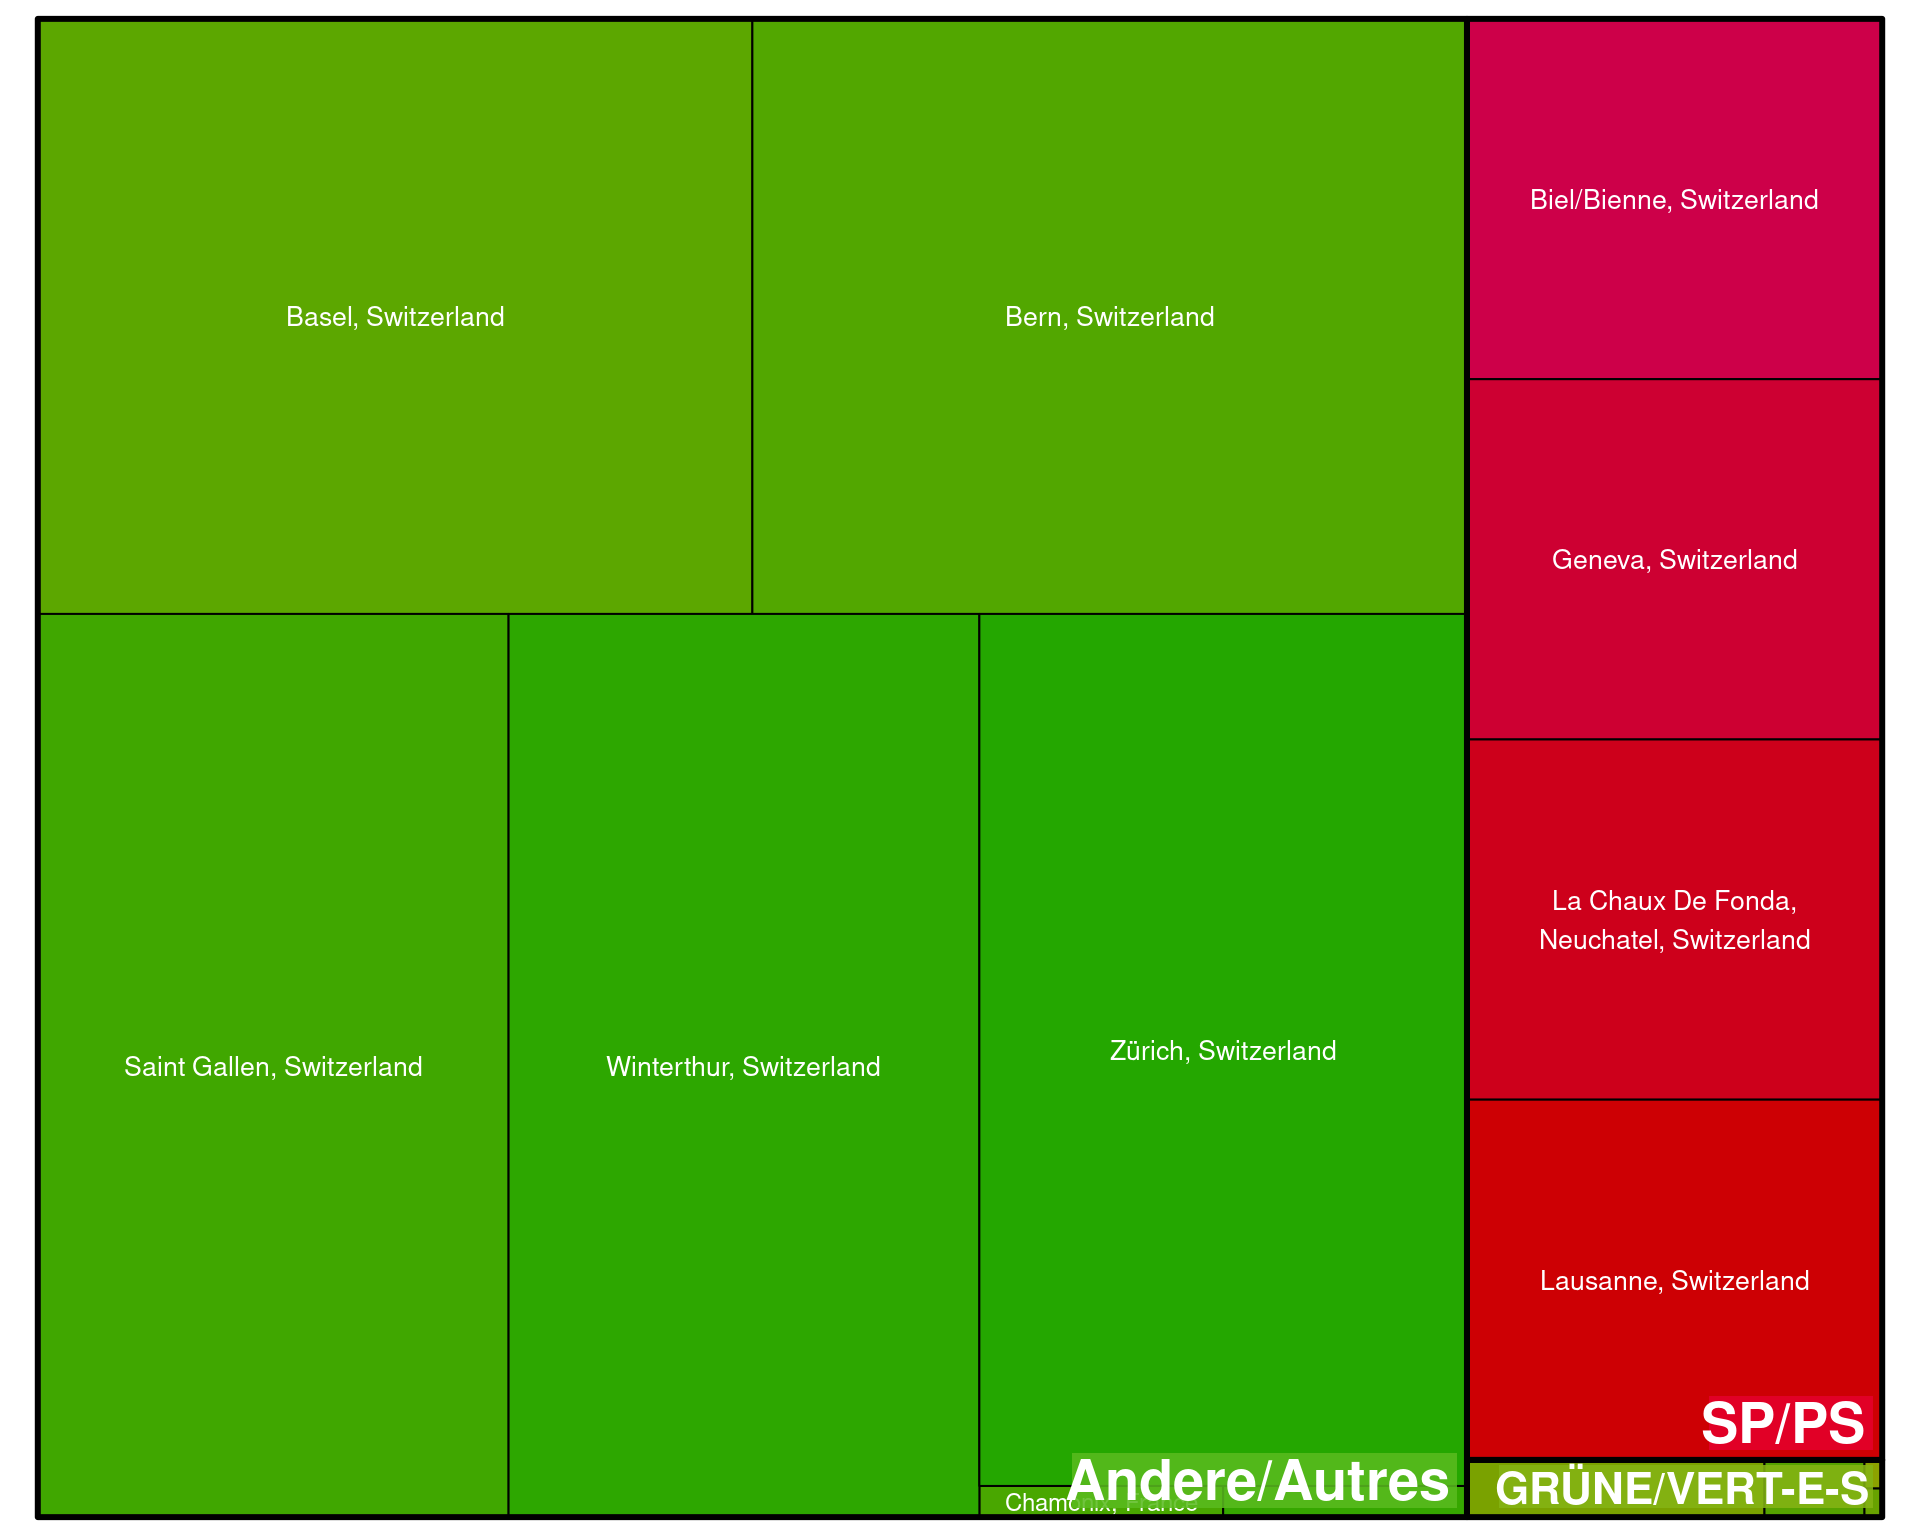 Basel, Switzerland
Bern, Switzerland
Biel/Bienne, Switzerland
Geneva, Switzerland
La Chaux De Fonda,
Neuchatel, Switzerland
Saint Gallen, Switzerland
Winterthur, Switzerland
Zürich, Switzerland
Lausanne, Switzerland
SP/PS
Andere/Autres
GRÜNE/VERT-E-S
Chamonix, France